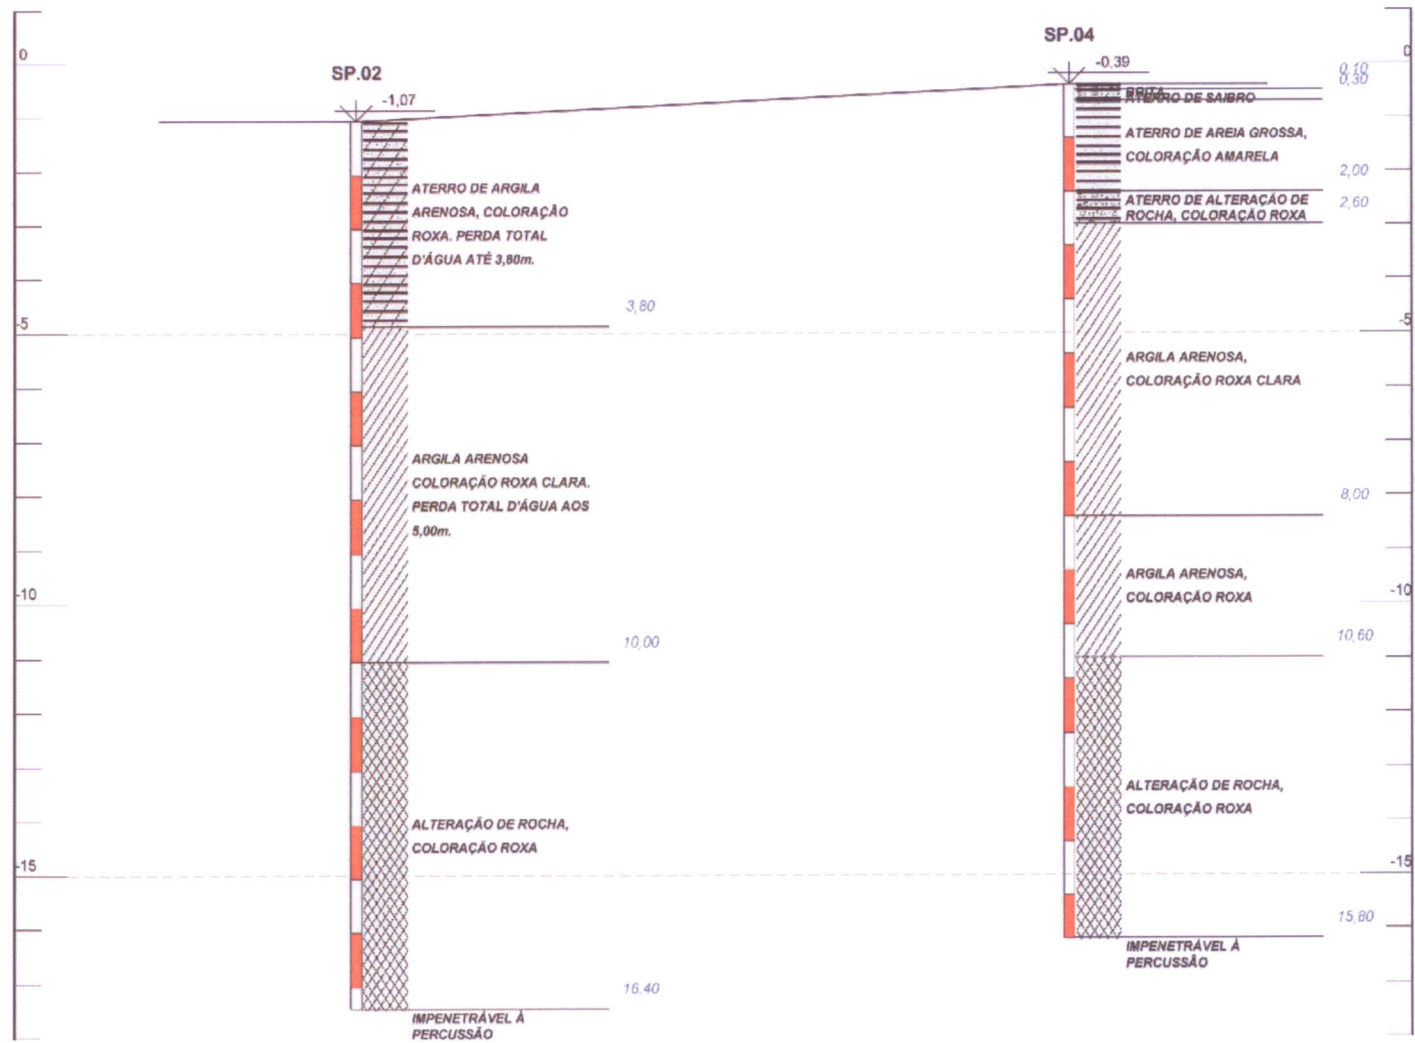 SP.04
-0,39
0
0
0,10
0,30
SP.02
-1,07
BRITA
ATERRO DE SAIBRO
ATERRO DE AREIA GROSSA,
COLORAÇÃO AMARELA
2,00
ATERRO DE ALTERAÇÃO DE
ROCHA, COLORAÇÃO ROXA
2,60
ATERRO DE ARGILA
ARENOSA, COLORAÇÃO
ROXA. PERDA TOTAL
D'ÁGUA ATÉ 3,80m.
3,80
-5
-5
ARGILA ARENOSA,
COLORAÇÃO ROXA CLARA
ARGILA ARENOSA
COLORAÇÃO ROXA CLARA.
PERDA TOTAL D'ÁGUA AOS
5,00m.
8,00
ARGILA ARENOSA,
COLORAÇÃO ROXA
-10
-10
10,00
10,60
ALTERAÇÃO DE ROCHA,
COLORAÇÃO ROXA
ALTERAÇÃO DE ROCHA,
COLORAÇÃO ROXA
-15
-15
15,80
IMPENETRÁVEL À
PERCUSSÃO
16,40
IMPENETRÁVEL À
PERCUSSÃO